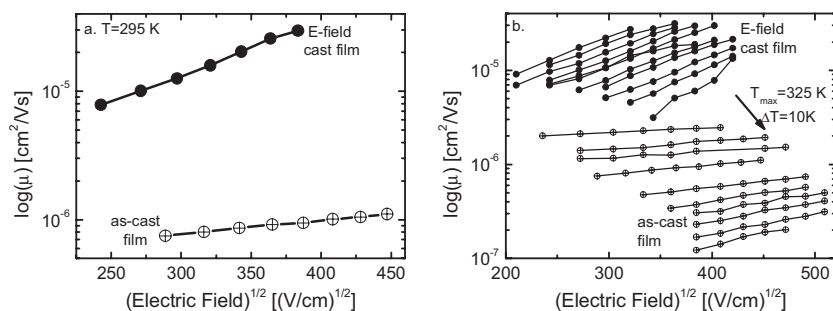 a. T=295 K
E-field
cast film
as-cast
film
10⁻⁵
10⁻⁶
log(μ) [cm²/Vs]
250 300 350 400 450
(Electric Field)¹/² [(V/cm)¹/²]
b.
E-field
cast film
T_max=325 K
ΔT=10K
as-cast
film
10⁻⁵
10⁻⁶
10⁻⁷
log(μ) [cm²/Vs]
200 300 400 500
(Electric Field)¹/² [(V/cm)¹/²]